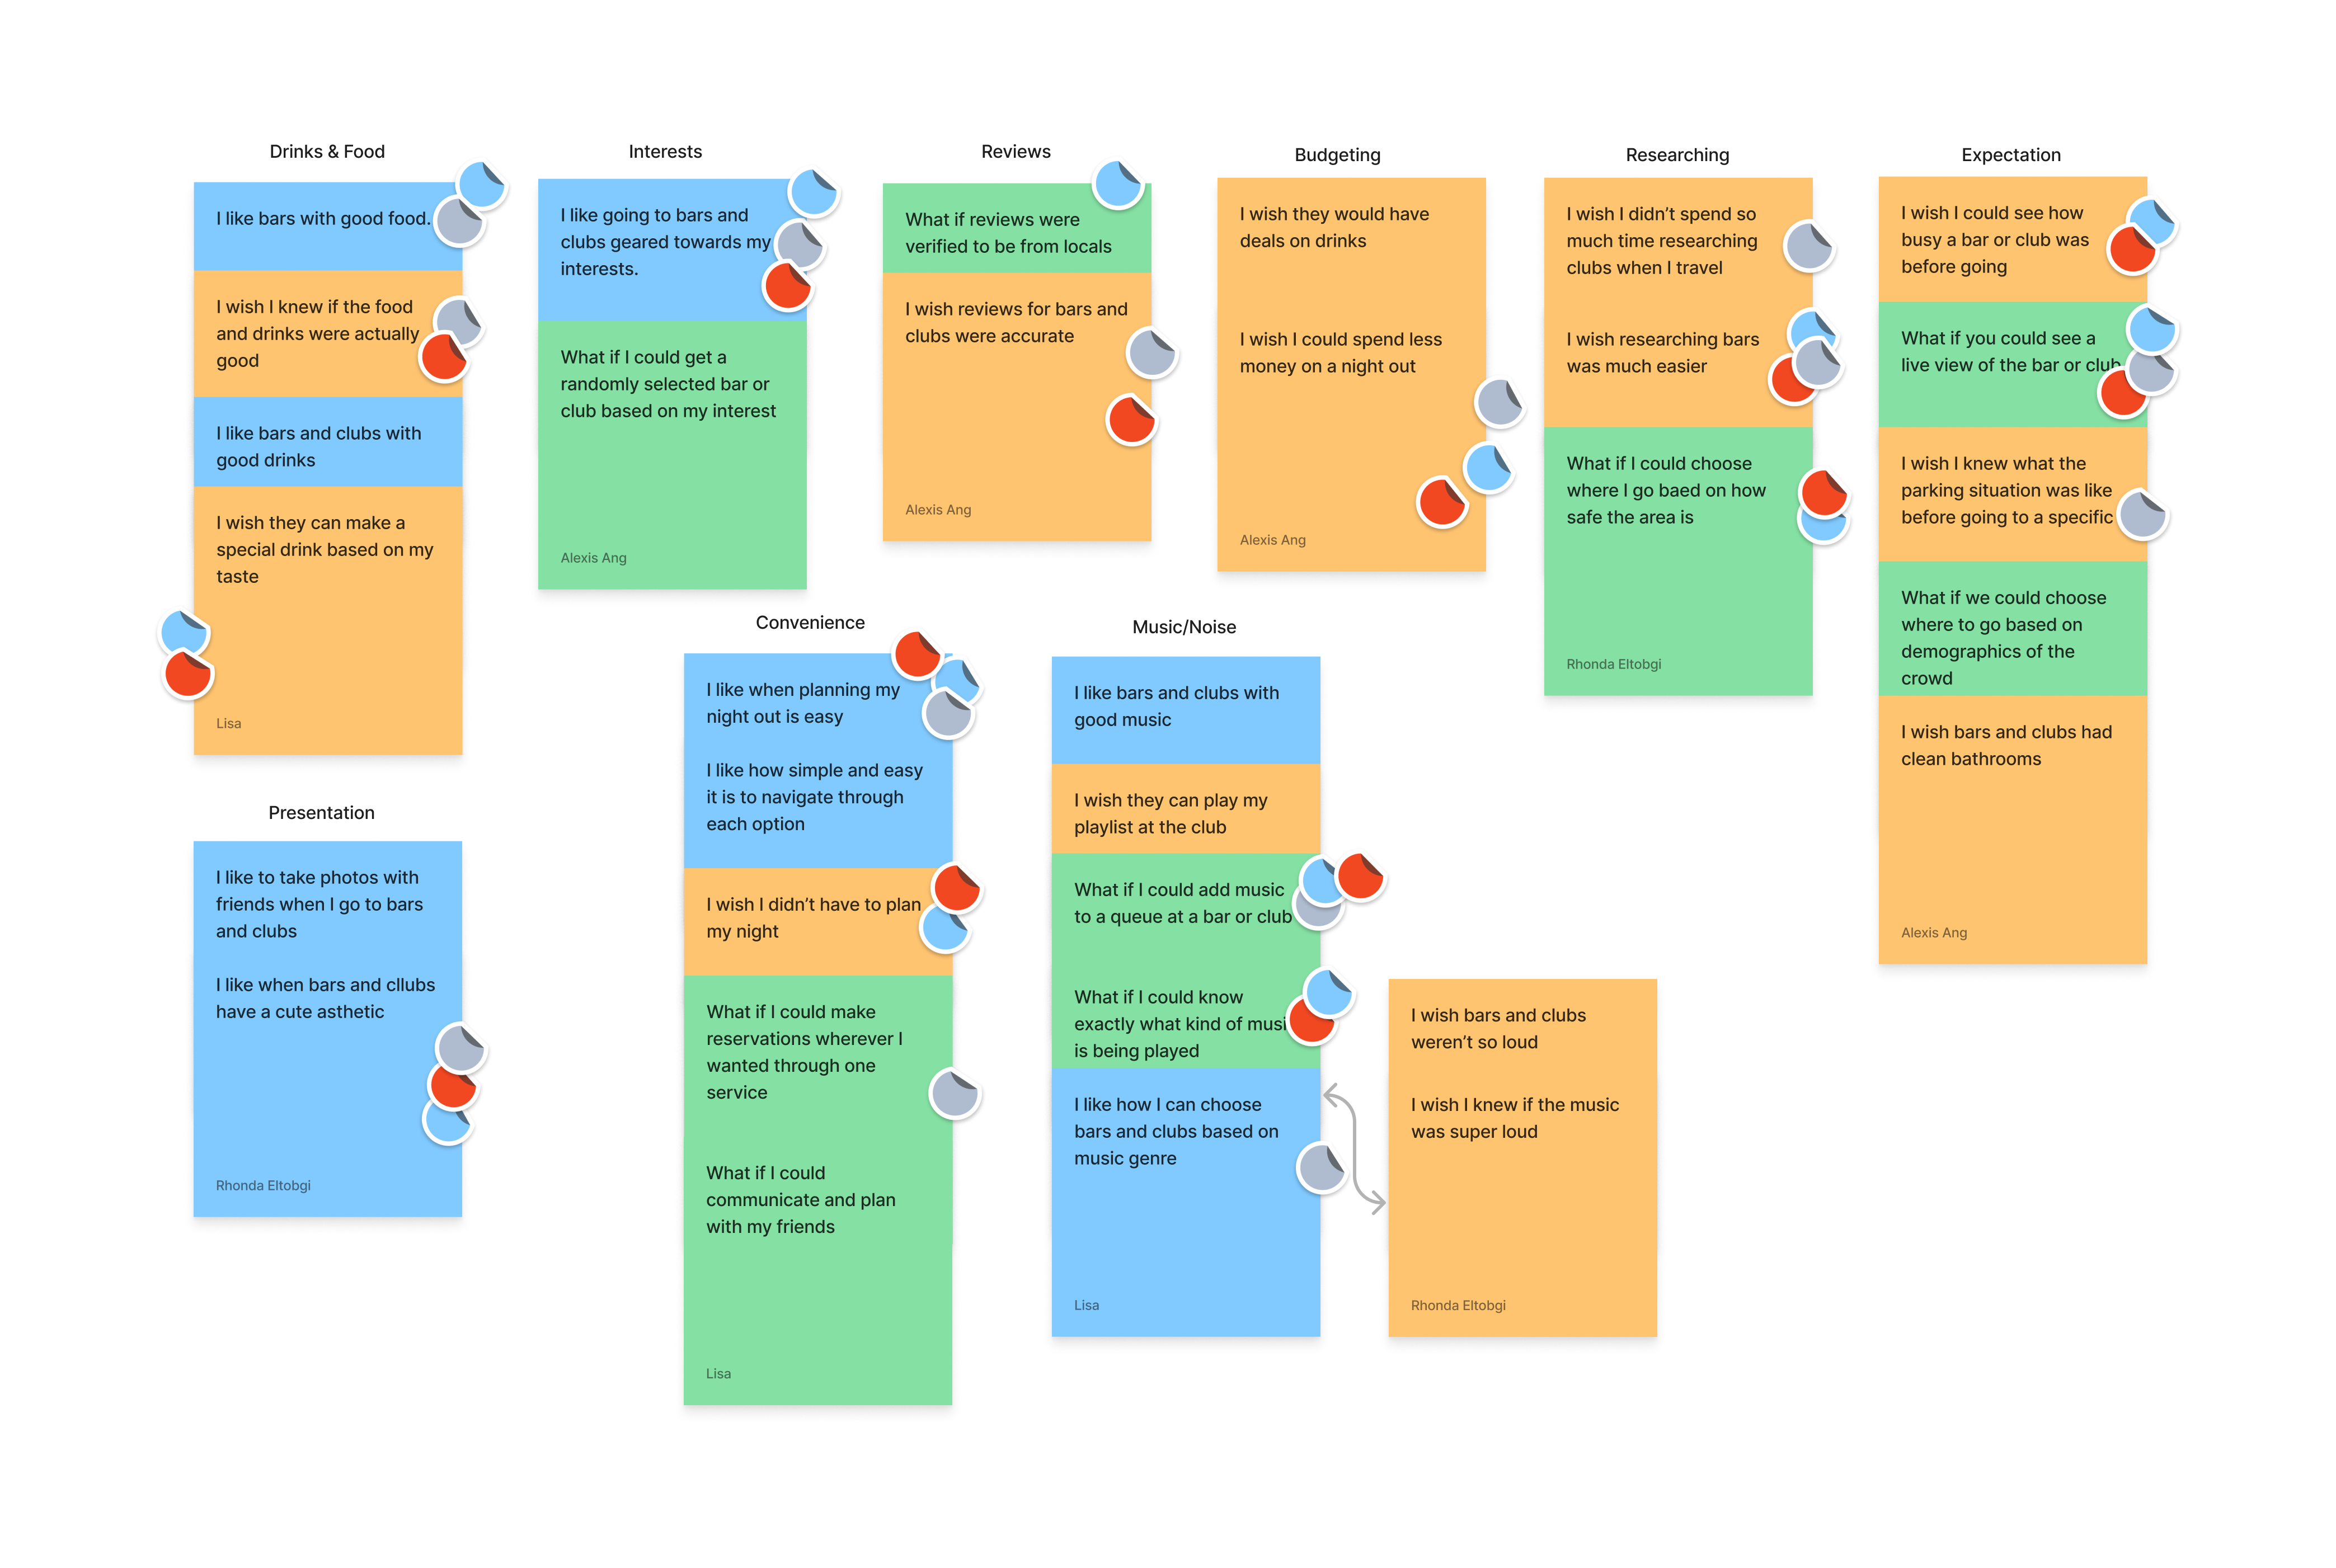 Drinks & Food
I like bars with good food.
I wish I knew if the food
and drinks were actually
good
I like bars and clubs with
good drinks
I wish they can make a
special drink based on my
taste
Lisa
Interests
I like going to bars and
clubs geared towards my
interests.
What if I could get a
randomly selected bar or
club based on my interest
Alexis Ang
Reviews
What if reviews were
verified to be from locals
I wish reviews for bars and
clubs were accurate
Alexis Ang
Budgeting
I wish they would have
deals on drinks
I wish I could spend less
money on a night out
Alexis Ang
Researching
I wish I didn't spend so
much time researching
clubs when I travel
I wish researching bars
was much easier
What if I could choose
where I go baed on how
safe the area is
Rhonda Eltobgi
Expectation
I wish I could see how
busy a bar or club was
before going
What if you could see a
live view of the bar or club
I wish I knew what the
parking situation was like
before going to a specific
What if we could choose
where to go based on
demographics of the
crowd
I wish bars and clubs had
clean bathrooms
Alexis Ang
Presentation
I like to take photos with
friends when I go to bars
and clubs
I like when bars and cllubs
have a cute asthetic
Rhonda Eltobgi
Convenience
I like when planning my
night out is easy
I like how simple and easy
it is to navigate through
each option
I wish I didn't have to plan
my night
What if I could make
reservations wherever I
wanted through one
service
What if I could
communicate and plan
with my friends
Lisa
Music/Noise
I like bars and clubs with
good music
I wish they can play my
playlist at the club
What if I could add music
to a queue at a bar or club
What if I could know
exactly what kind of musi
is being played
I like how I can choose
bars and clubs based on
music genre
Lisa
I wish bars and clubs
weren't so loud
I wish I knew if the music
was super loud
Rhonda Eltobgi